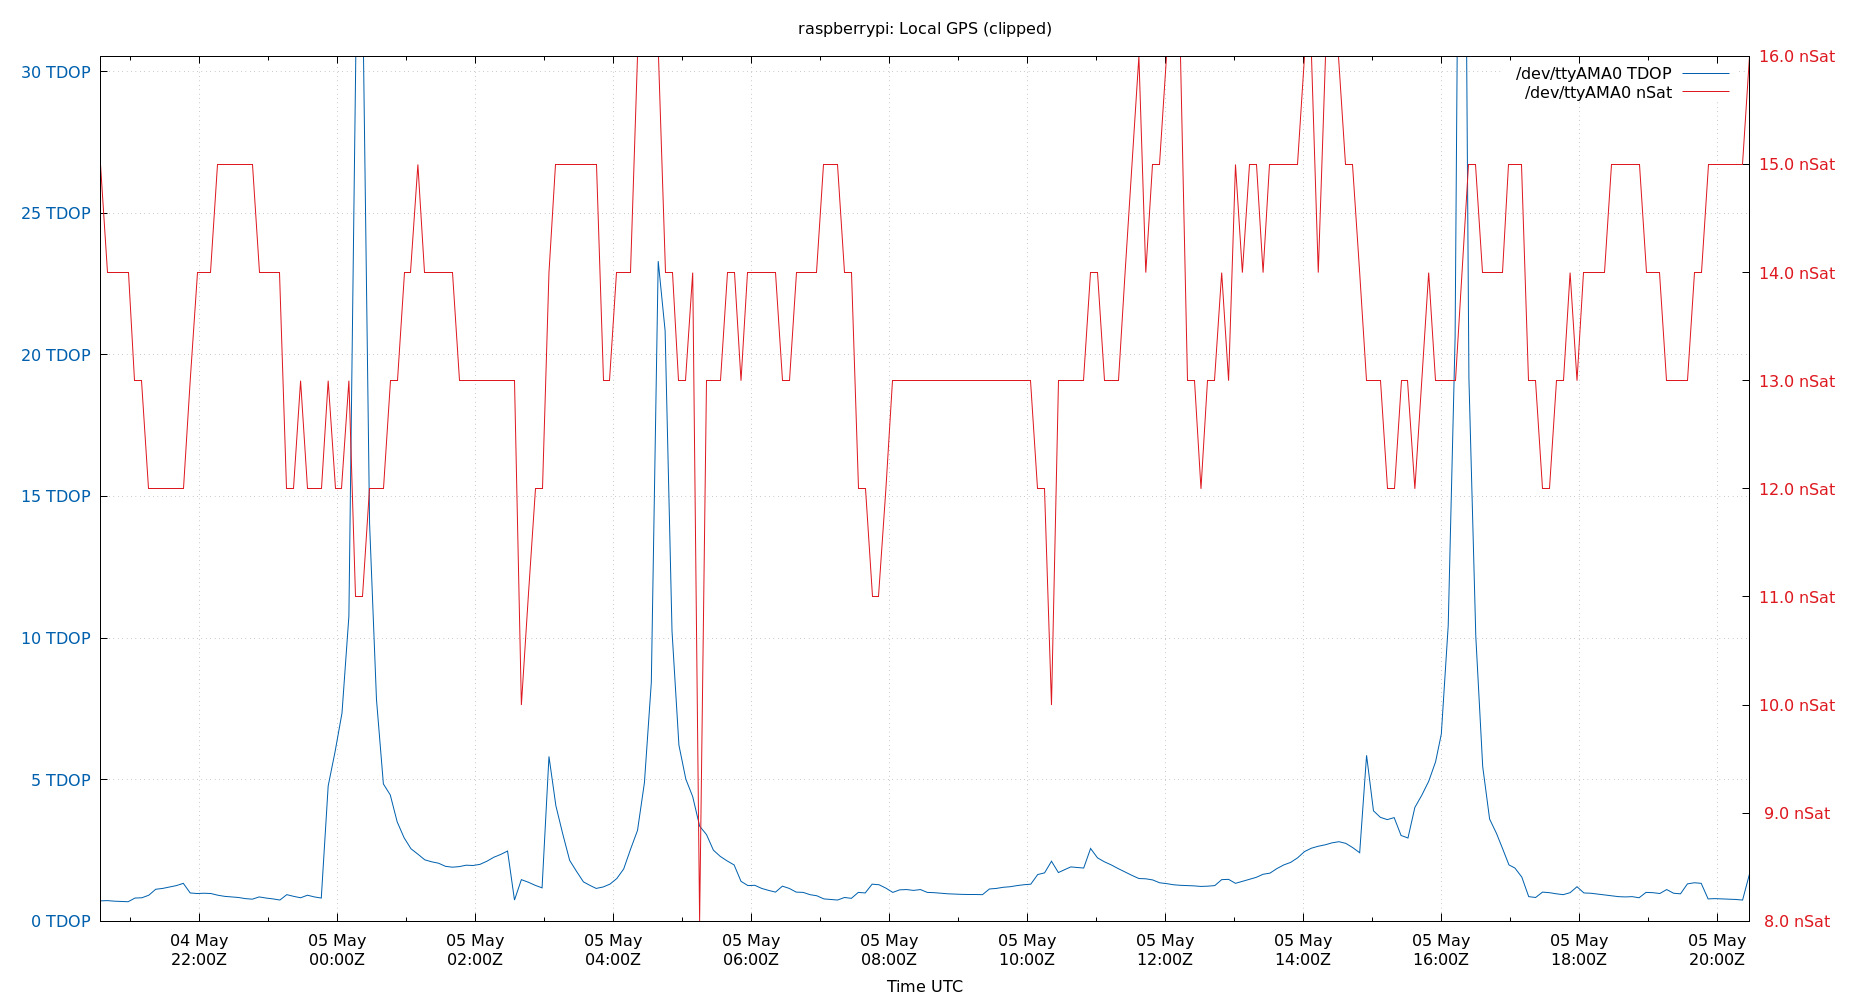 raspberrypi: Local GPS (clipped)
30 TDOP
25 TDOP
20 TDOP
15 TDOP
10 TDOP
5 TDOP
0 TDOP
16.0 nSat
15.0 nSat
14.0 nSat
13.0 nSat
12.0 nSat
11.0 nSat
10.0 nSat
9.0 nSat
8.0 nSat
/dev/ttyAMA0 TDOP
/dev/ttyAMA0 nSat
04 May
22:00Z
05 May
00:00Z
05 May
02:00Z
05 May
04:00Z
05 May
06:00Z
05 May
08:00Z
05 May
10:00Z
05 May
12:00Z
05 May
14:00Z
05 May
16:00Z
05 May
18:00Z
05 May
20:00Z
Time UTC